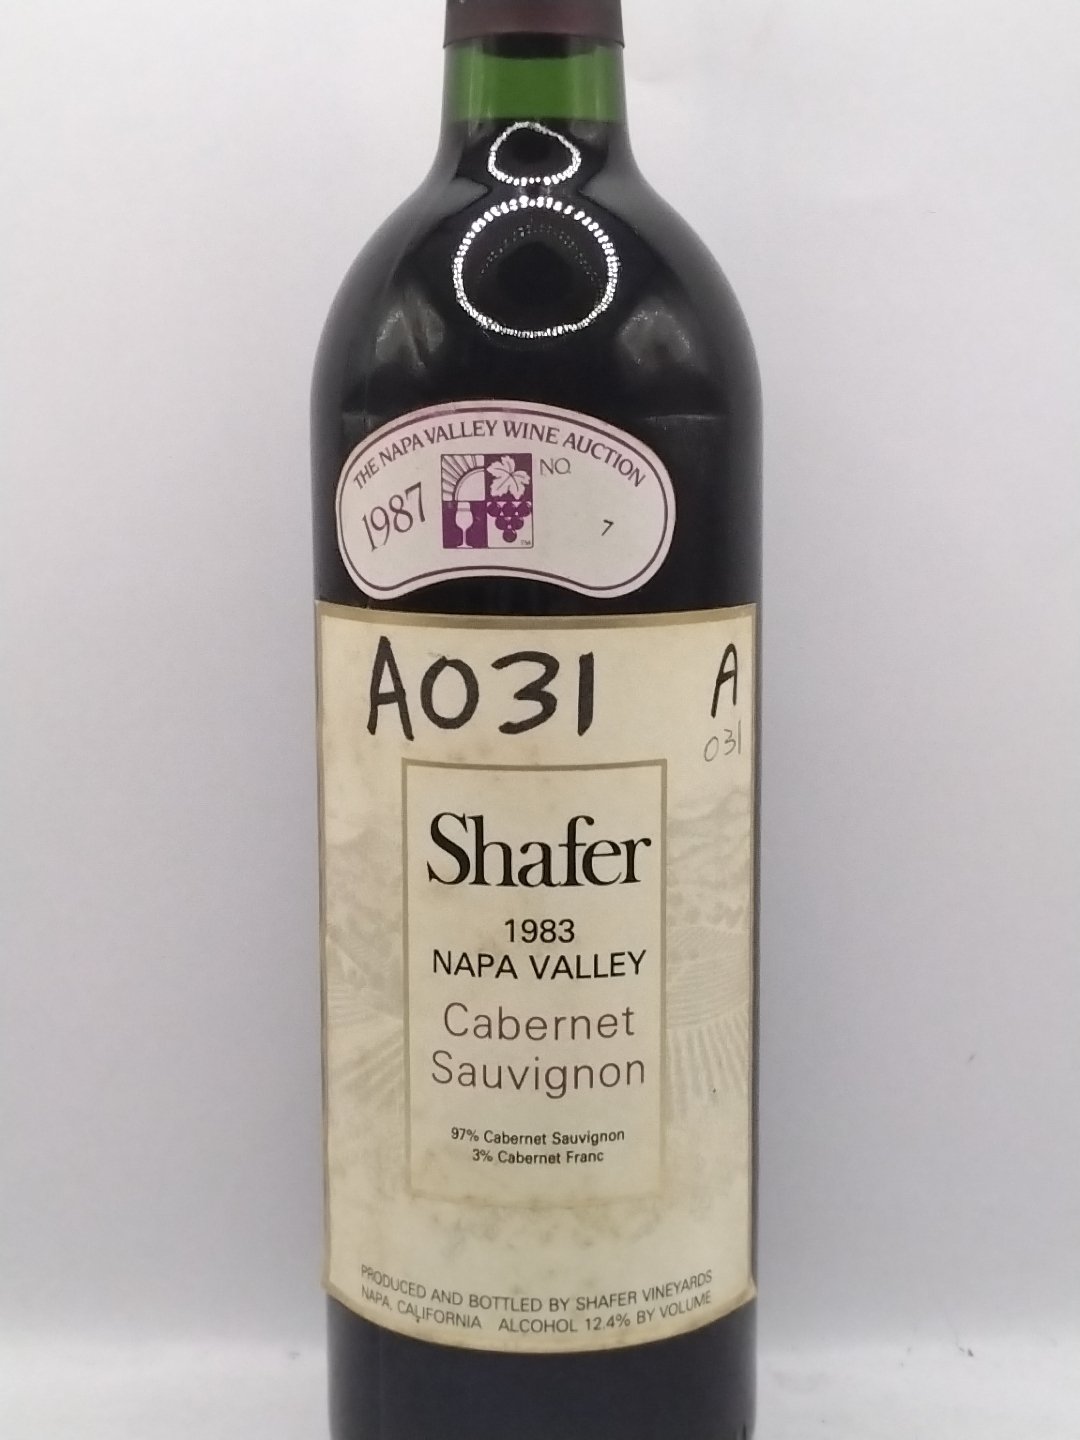 THE NAPA VALLEY WINE AUCTION
1987
NO.
7
A031
A
031
Shafer
1983
NAPA VALLEY
Cabernet
Sauvignon
97% Cabernet Sauvignon
3% Cabernet Franc
PRODUCED AND BOTTLED BY SHAFER VINEYARDS
NAPA, CALIFORNIA ALCOHOL 12.4% BY VOLUME